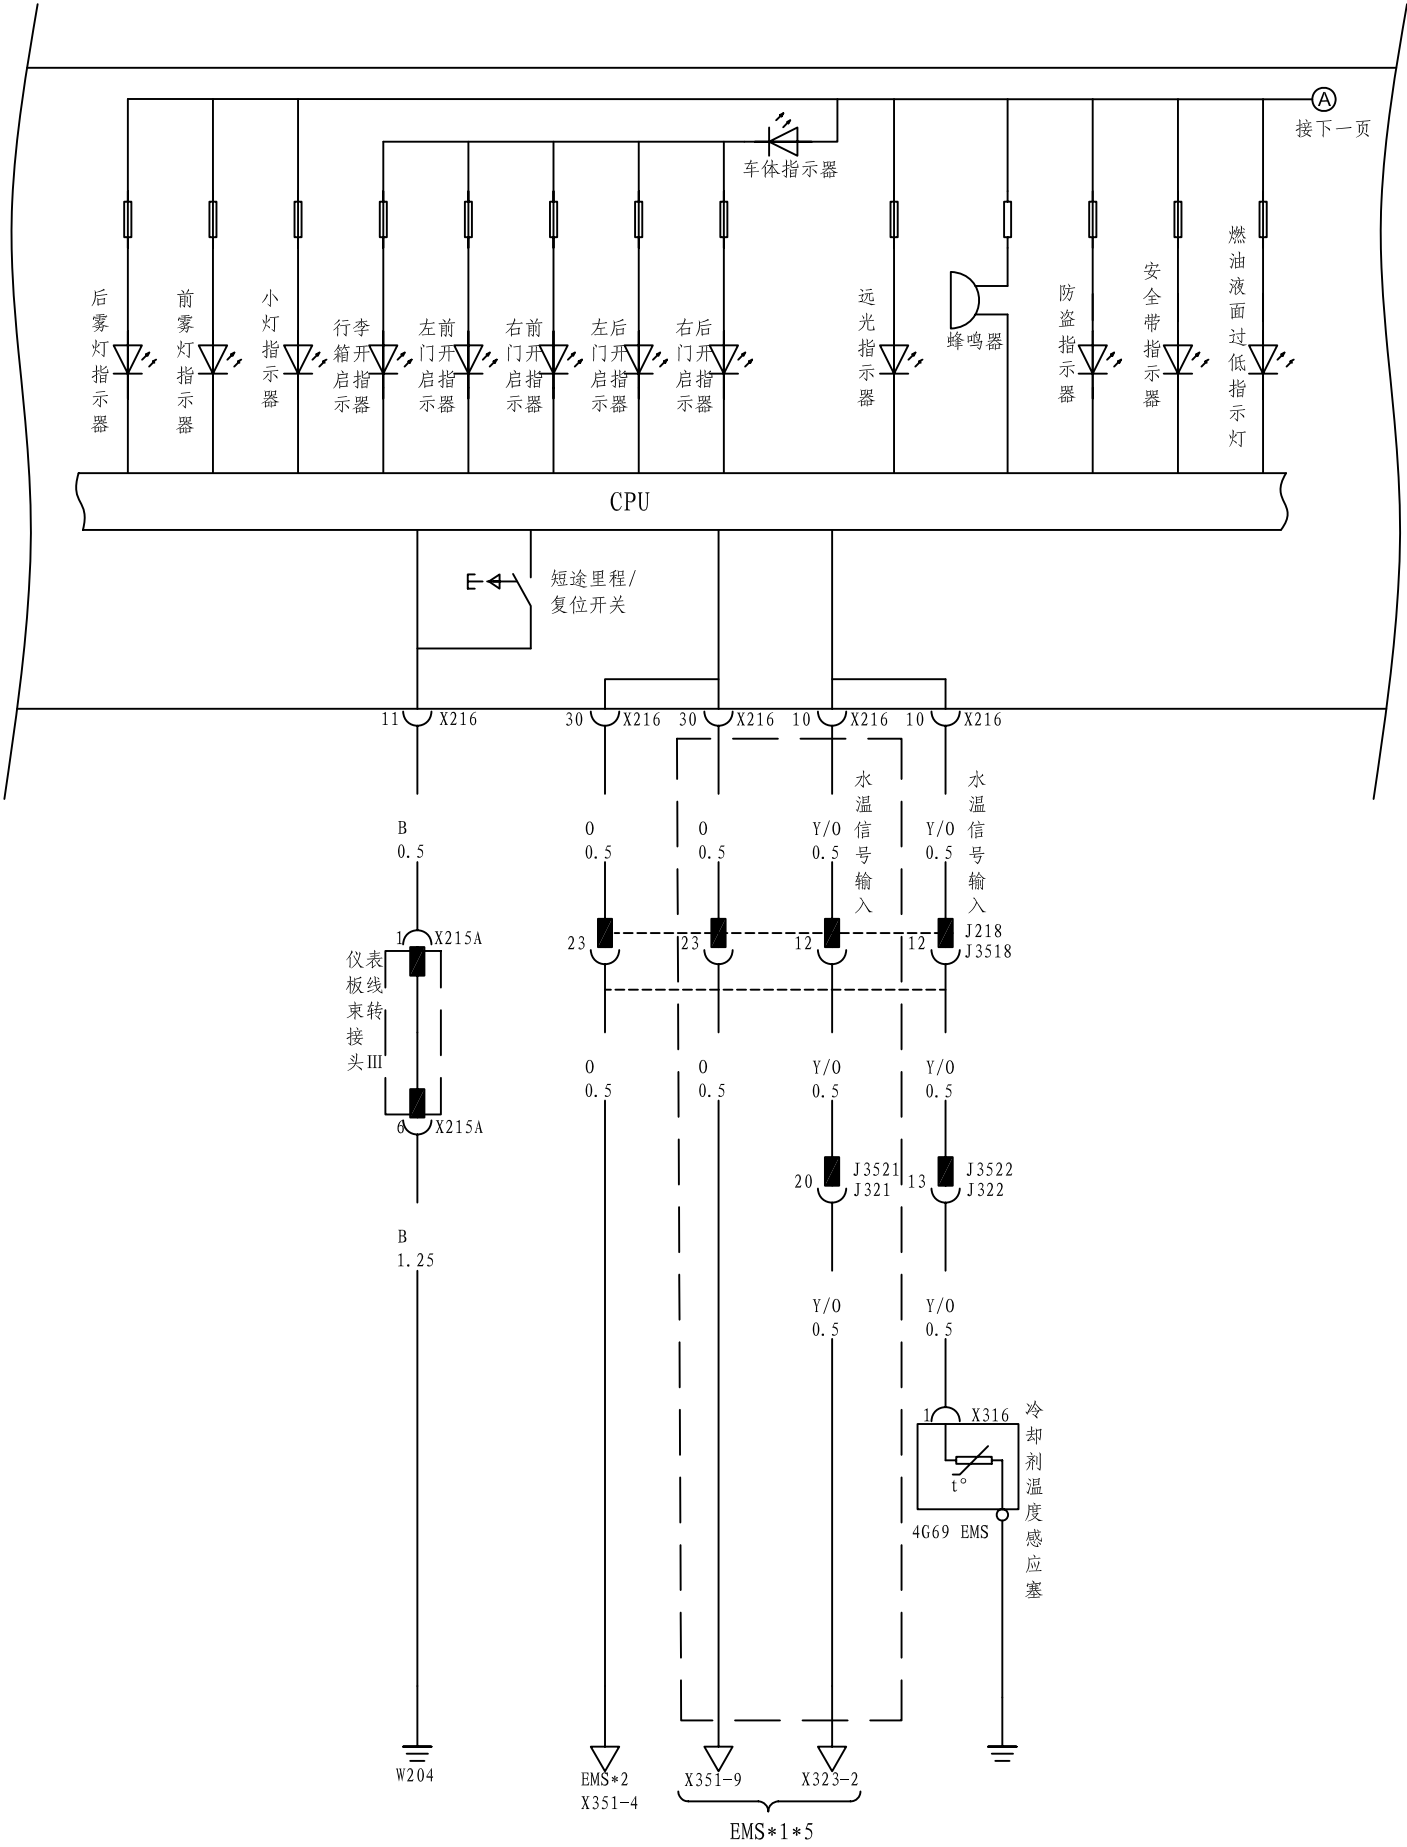 A
接下一页
车体指示器
后雾灯指示器
前雾灯指示器
小灯指示器
行李
箱开
启指
示器
左前
门开
启指
示器
右前
门开
启指
示器
左后
门开
启指
示器
右后
门开
启指
示器
远光指示器
蜂鸣器
防盗指示器
安全带指示器
燃油液面过低指示灯
CPU
短途里程/
复位开关
11 X216
30 X216
30 X216
10 X216
10 X216
水温信号输入
水温信号输入
B
0.5
O
0.5
O
0.5
Y/O
0.5
Y/O
0.5
1 X215A
仪表
板线
束转
接
头Ⅲ
6 X215A
23
23
12
12
J218
J3518
O
0.5
O
0.5
Y/O
0.5
Y/O
0.5
20
J3521
J321
13
J3522
J322
B
1.25
Y/O
0.5
Y/O
0.5
1 X316
冷却剂温度感应塞
t°
4G69 EMS
W204
EMS*2
X351-4
X351-9
X323-2
EMS*1*5